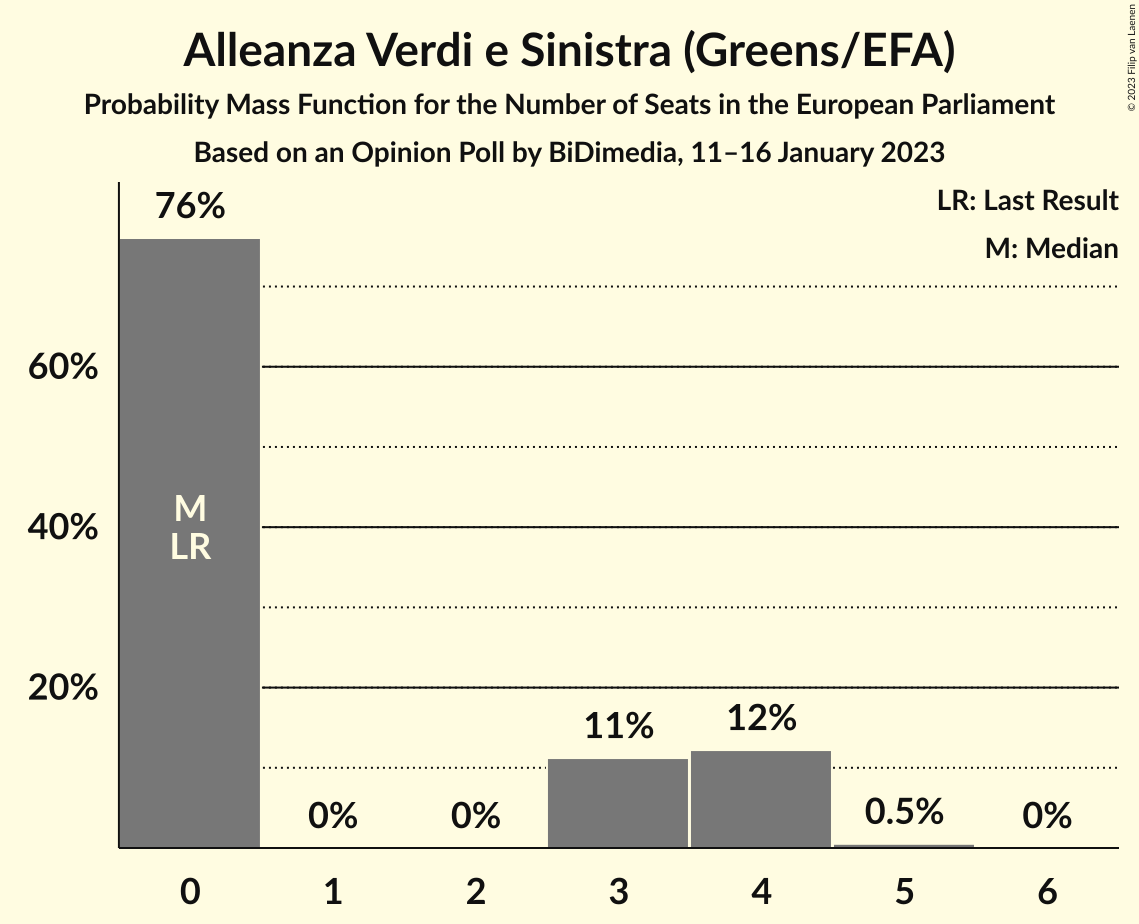 Alleanza Verdi e Sinistra (Greens/EFA)
Probability Mass Function for the Number of Seats in the European Parliament
Based on an Opinion Poll by BiDimedia, 11–16 January 2023
© 2023 Filip van Laenen
LR: Last Result
M: Median
76%
60%
40%
20%
M
LR
0%
0%
11%
12%
0.5%
0%
0 1 2 3 4 5 6